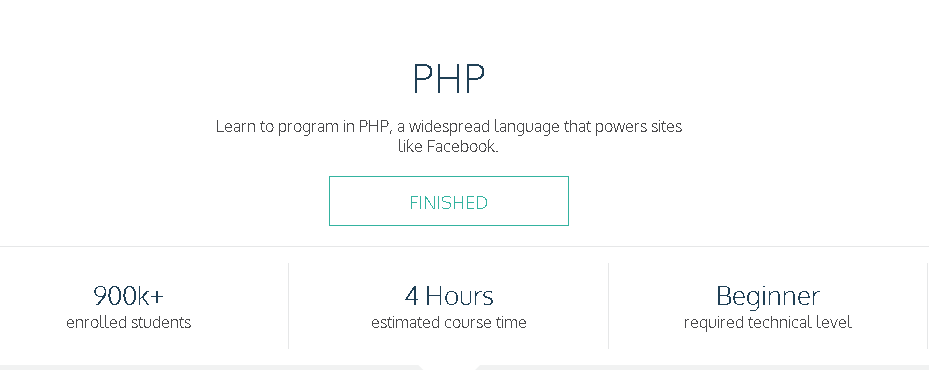 PHP
Learn to program in PHP, a widespread language that powers sites
like Facebook.
FINISHED
900k+
enrolled students
4 Hours
estimated course time
Beginner
required technical level